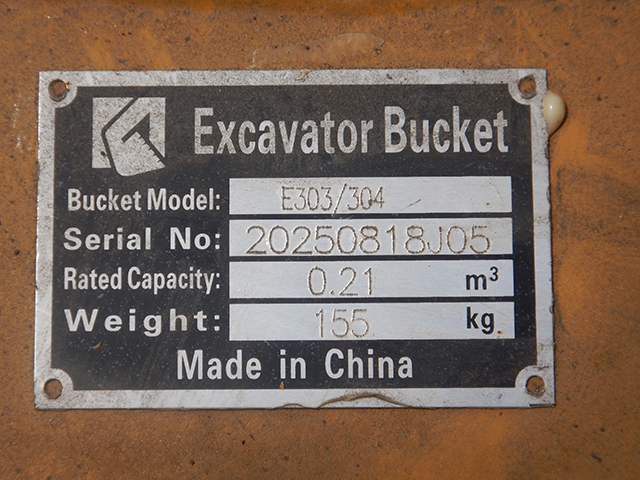 Excavator Bucket
Bucket Model: E303/304
Serial No: 20250818J05
Rated Capacity: 0.21 m³
Weight: 155 kg
Made in China